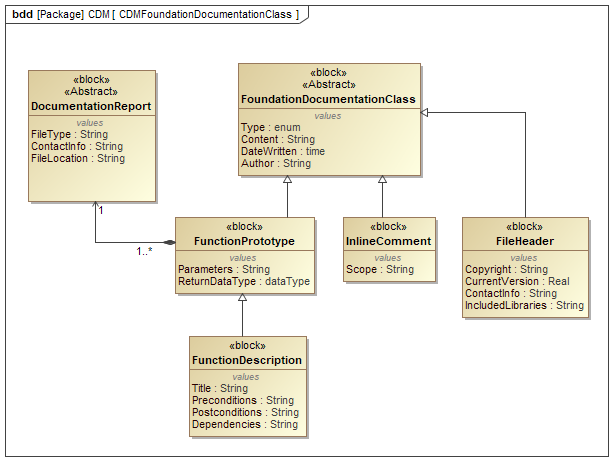 bdd [Package] CDM [ CDMFoundationDocumentationClass ]
«block»
«Abstract»
DocumentationReport
values
FileType : String
ContactInfo : String
FileLocation : String
«block»
«Abstract»
FoundationDocumentationClass
values
Type : enum
Content : String
DateWritten : time
Author : String
1
1..*
«block»
FunctionPrototype
values
Parameters : String
ReturnDataType : dataType
«block»
InlineComment
values
Scope : String
«block»
FileHeader
values
Copyright : String
CurrentVersion : Real
ContactInfo : String
IncludedLibraries : String
«block»
FunctionDescription
values
Title : String
Preconditions : String
Postconditions : String
Dependencies : String